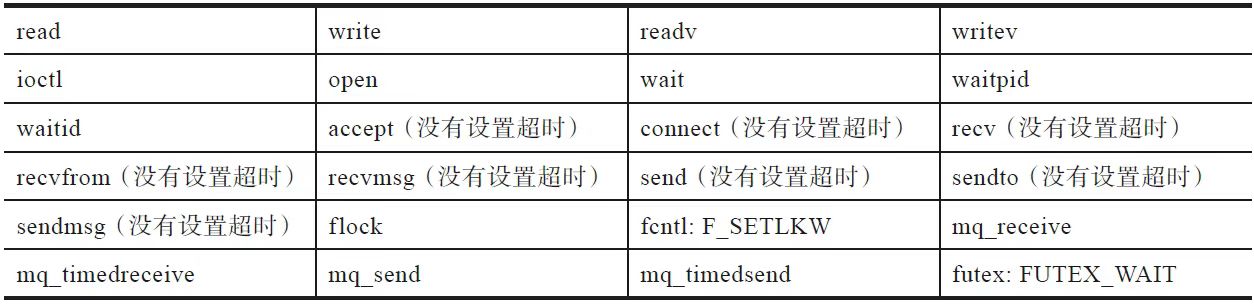 read write readv writev
ioctl open wait waitpid
waitid accept（没有设置超时） connect（没有设置超时） recv（没有设置超时）
recvfrom（没有设置超时） recvmsg（没有设置超时） send（没有设置超时） sendto（没有设置超时）
sendmsg（没有设置超时） flock fcntl: F_SETLKW mq_receive
mq_timedreceive mq_send mq_timedsend futex: FUTEX_WAIT